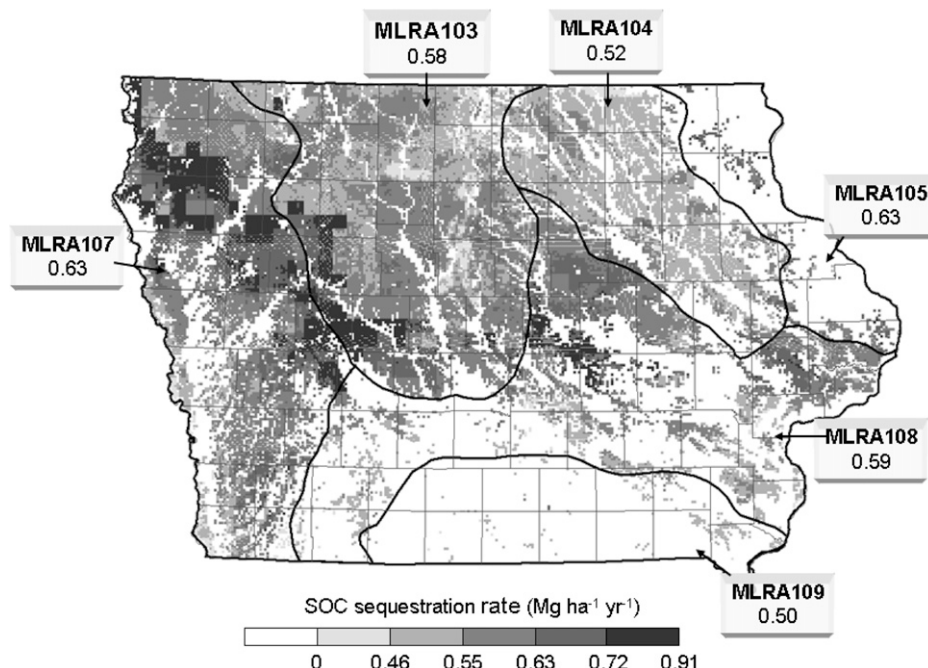 MLRA103
0.58
MLRA104
0.52
MLRA105
0.63
MLRA107
0.63
MLRA108
0.59
MLRA109
0.50
SOC sequestration rate (Mg ha⁻¹ yr⁻¹)
0 0.46 0.55 0.63 0.72 0.91